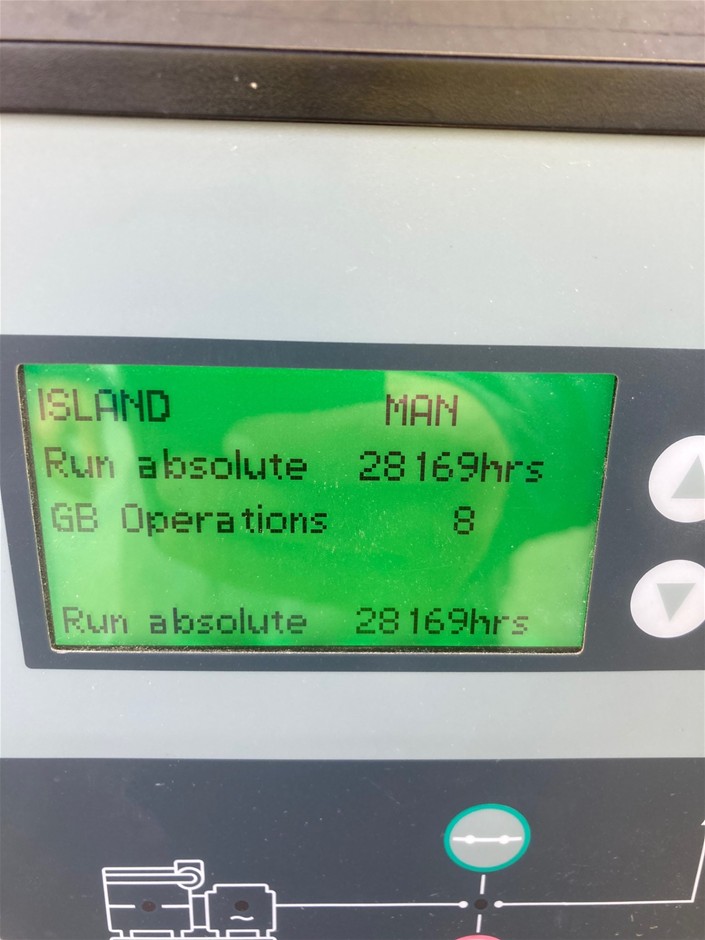 ISLAND MAN
Run absolute 28169hrs
GB Operations 8
Run absolute 28169hrs